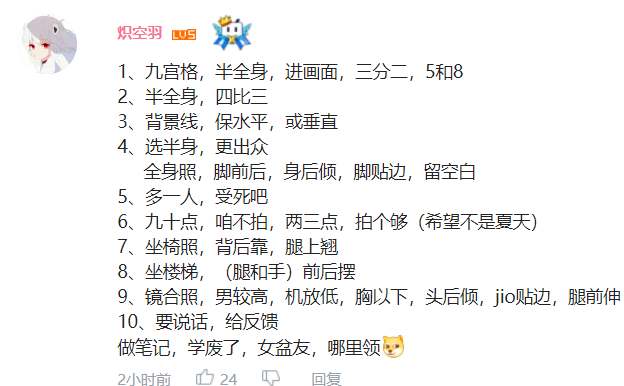 炽空羽 LV5
1、九宫格，半全身，进画面，三分二，5和8
2、半全身，四比三
3、背景线，保水平，或垂直
4、选半身，更出众
全身照，脚前后，身后倾，脚贴边，留空白
5、多一人，受死吧
6、九十点，咱不拍，两三点，拍个够（希望不是夏天）
7、坐椅照，背后靠，腿上翘
8、坐楼梯，（腿和手）前后摆
9、镜合照，男较高，机放低，胸以下，头后倾，jio贴边，腿前伸
10、要说话，给反馈
做笔记，学废了，女盆友，哪里领
2小时前 24 回复